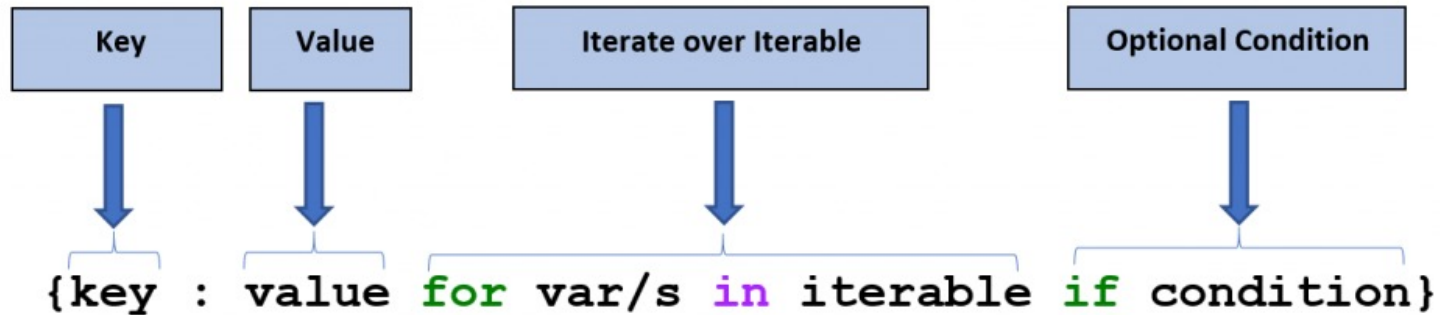 Key
Value
Iterate over Iterable
Optional Condition
{key : value for var/s in iterable if condition}